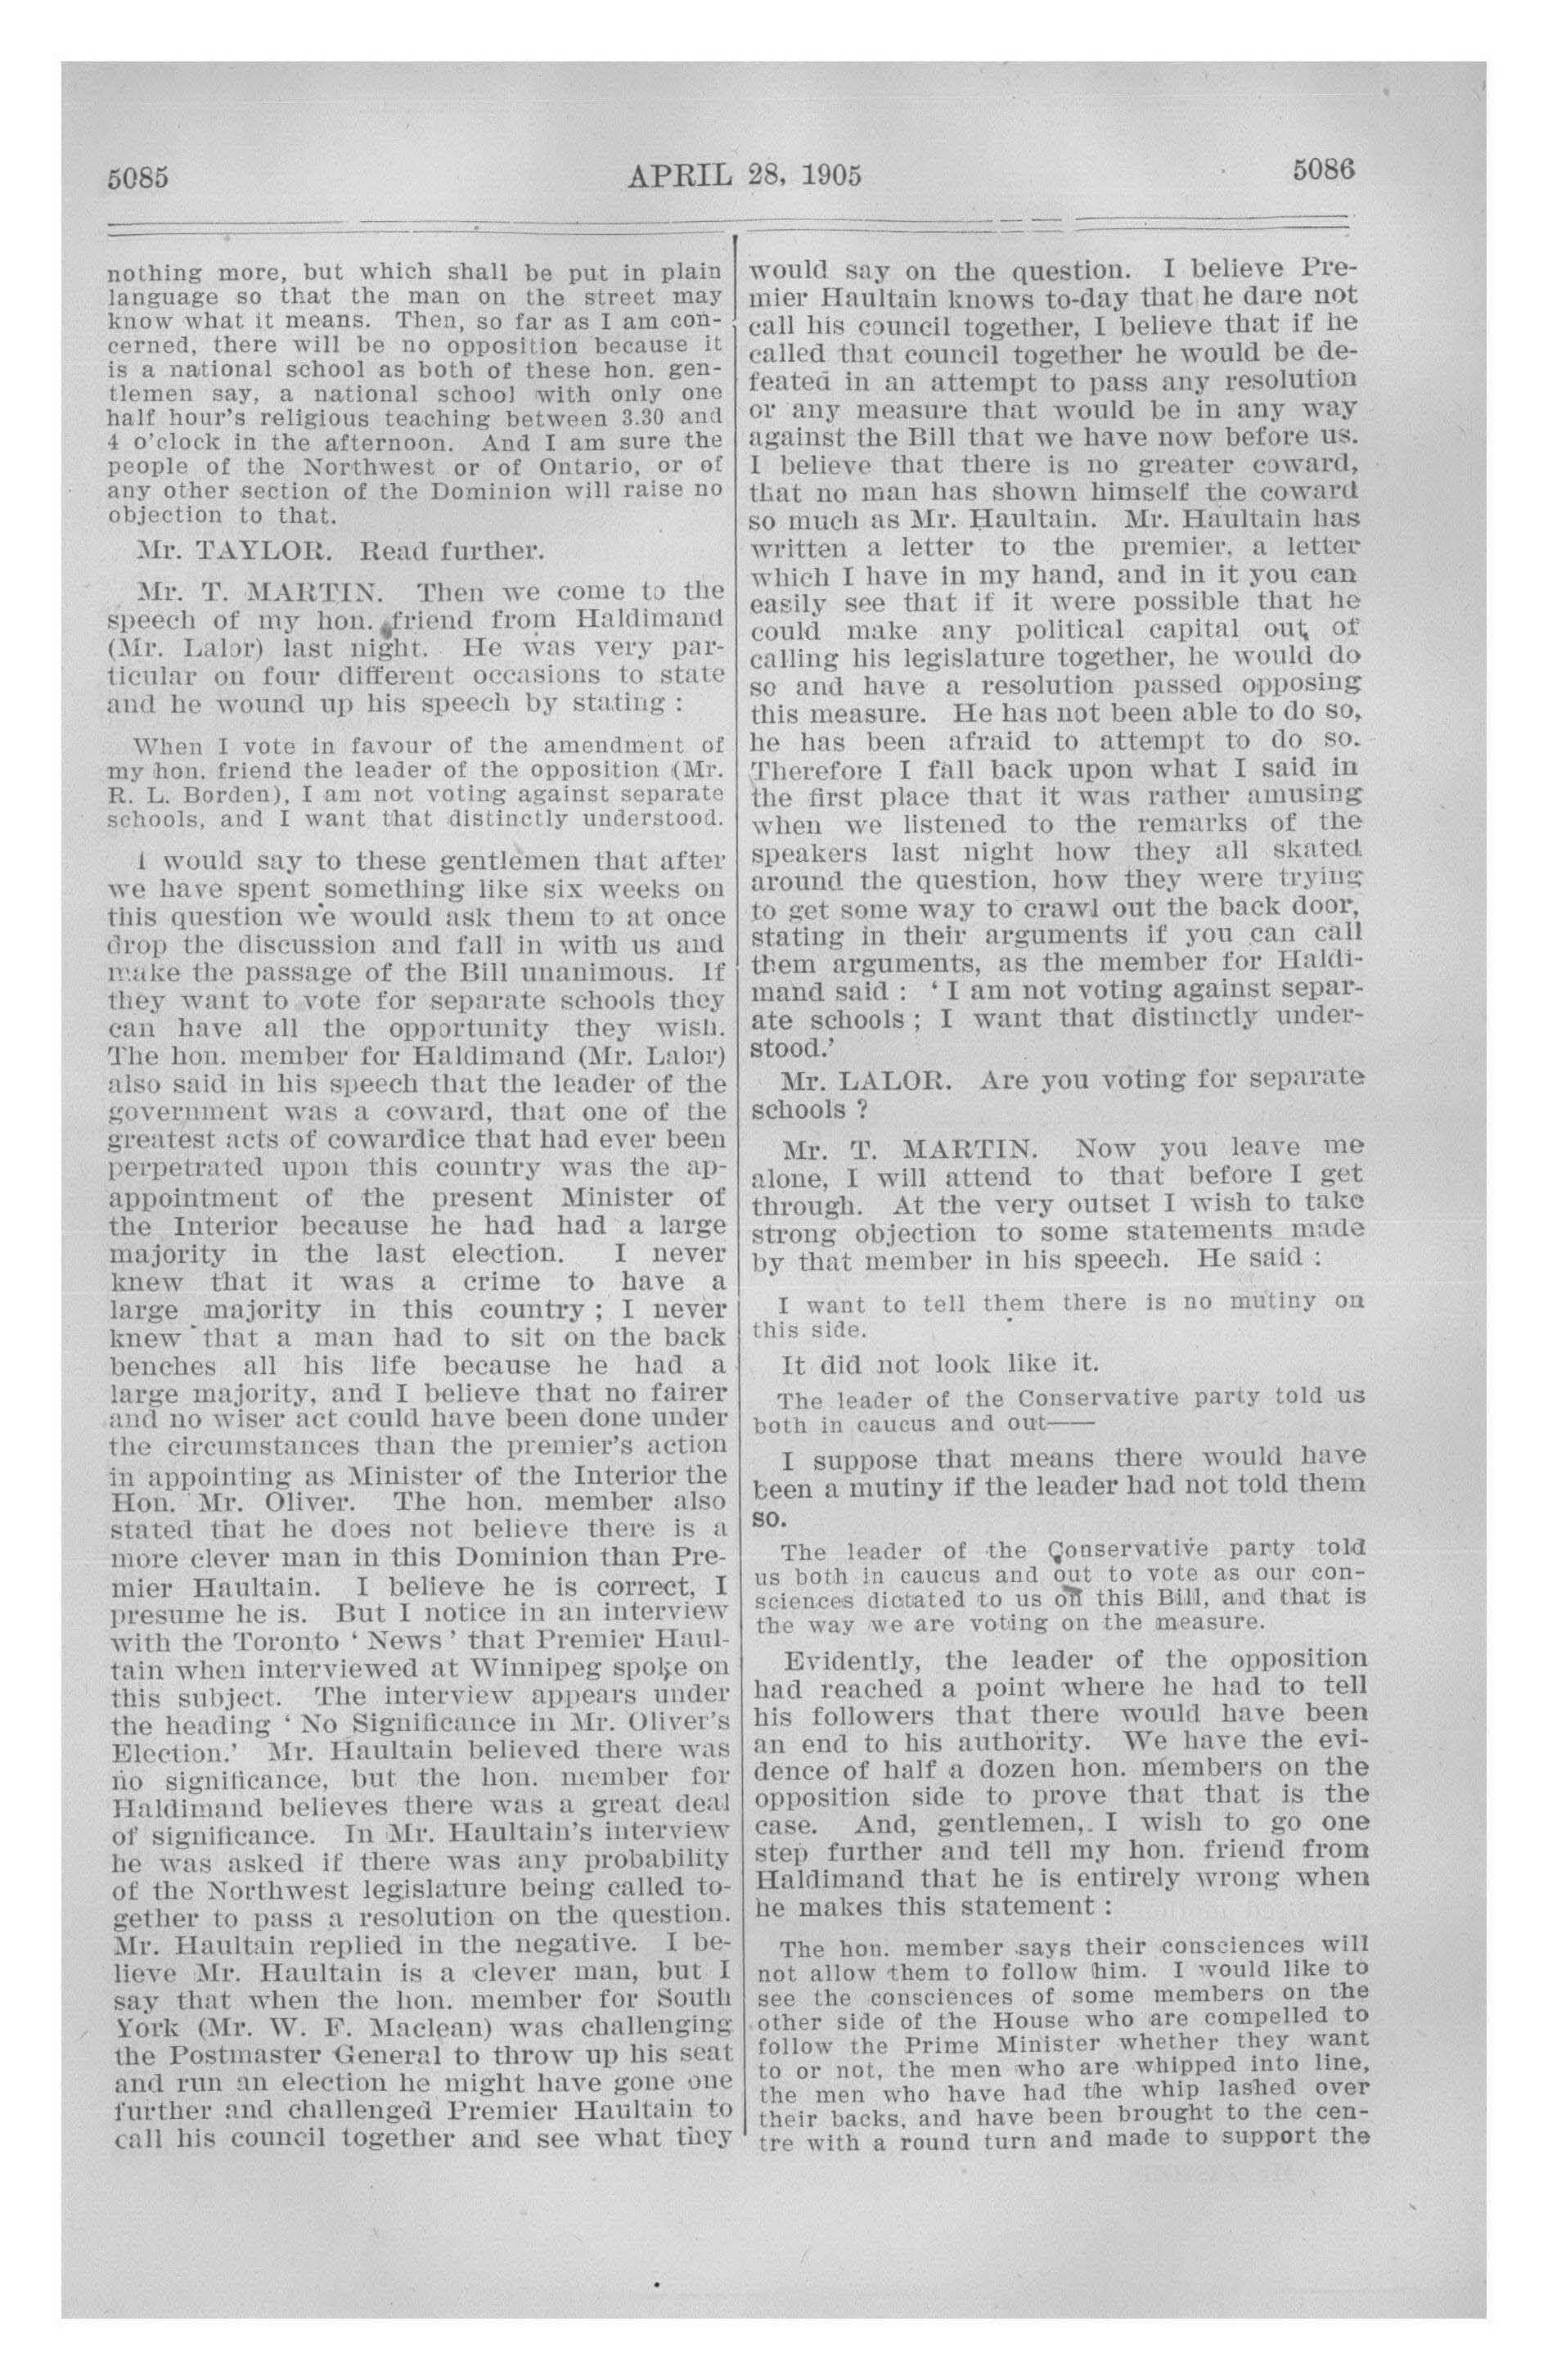 5085
APRIL 28, 1905
5086
nothing more, but which shall be put in plain
language so that the man on the street may
know what it means. Then, so far as I am con-
cerned, there will be no opposition because it
is a national school as both of these hon. gen-
tlemen say, a national school with only one
half hour's religious teaching between 3.30 and
4 o'clock in the afternoon. And I am sure the
people of the Northwest or of Ontario, or of
any other section of the Dominion will raise no
objection to that.
Mr. TAYLOR. Read further.
Mr. T. MARTIN. Then we come to the
speech of my hon. friend from Haldimand
(Mr. Lalor) last night. He was very par-
ticular on four different occasions to state
and he wound up his speech by stating :
When I vote in favour of the amendment of
my hon. friend the leader of the opposition (Mr.
R. L. Borden), I am not voting against separate
schools, and I want that distinctly understood.
I would say to these gentlemen that after
we have spent something like six weeks on
this question we would ask them to at once
drop the discussion and fall in with us and
make the passage of the Bill unanimous. If
they want to vote for separate schools they
can have all the opportunity they wish.
The hon. member for Haldimand (Mr. Lalor)
also said in his speech that the leader of the
government was a coward, that one of the
greatest acts of cowardice that had ever been
perpetrated upon this country was the ap-
appointment of the present Minister of
the Interior because he had had a large
majority in the last election. I never
knew that it was a crime to have a
large majority in this country ; I never
knew that a man had to sit on the back
benches all his life because he had a
large majority, and I believe that no fairer
and no wiser act could have been done under
the circumstances than the premier's action
in appointing as Minister of the Interior the
Hon. Mr. Oliver. The hon. member also
stated that he does not believe there is a
more clever man in this Dominion than Pre-
mier Haultain. I believe he is correct, I
presume he is. But I notice in an interview
with the Toronto ' News ' that Premier Haul-
tain when interviewed at Winnipeg spoke on
this subject. The interview appears under
the heading ' No Significance in Mr. Oliver's
Election.' Mr. Haultain believed there was
no significance, but the hon. member for
Haldimand believes there was a great deal
of significance. In Mr. Haultain's interview
he was asked if there was any probability
of the Northwest legislature being called to-
gether to pass a resolution on the question.
Mr. Haultain replied in the negative. I be-
lieve Mr. Haultain is a clever man, but I
say that when the hon. member for South
York (Mr. W. F. Maclean) was challenging
the Postmaster General to throw up his seat
and run an election he might have gone one
further and challenged Premier Haultain to
call his council together and see what they
would say on the question. I believe Pre-
mier Haultain knows to-day that he dare not
call his council together, I believe that if he
called that council together he would be de-
feated in an attempt to pass any resolution
or any measure that would be in any way
against the Bill that we have now before us.
I believe that there is no greater coward,
that no man has shown himself the coward
so much as Mr. Haultain. Mr. Haultain has
written a letter to the premier, a letter
which I have in my hand, and in it you can
easily see that if it were possible that he
could make any political capital out of
calling his legislature together, he would do
so and have a resolution passed opposing
this measure. He has not been able to do so,
he has been afraid to attempt to do so.
Therefore I fall back upon what I said in
the first place that it was rather amusing
when we listened to the remarks of the
speakers last night how they all skated
around the question, how they were trying
to get some way to crawl out the back door,
stating in their arguments if you can call
them arguments, as the member for Haldi-
mand said : ' I am not voting against separ-
ate schools ; I want that distinctly under-
stood.'
Mr. LALOR. Are you voting for separate
schools ?
Mr. T. MARTIN. Now you leave me
alone, I will attend to that before I get
through. At the very outset I wish to take
strong objection to some statements made
by that member in his speech. He said :
I want to tell them there is no mutiny on
this side.
It did not look like it.
The leader of the Conservative party told us
both in caucus and out——
I suppose that means there would have
been a mutiny if the leader had not told them
so.
The leader of the Conservative party told
us both in caucus and out to vote as our con-
sciences dictated to us on this Bill, and that is
the way we are voting on the measure.
Evidently, the leader of the opposition
had reached a point where he had to tell
his followers that there would have been
an end to his authority. We have the evi-
dence of half a dozen hon. members on the
opposition side to prove that that is the
case. And, gentlemen, I wish to go one
step further and tell my hon. friend from
Haldimand that he is entirely wrong when
he makes this statement :
The hon. member says their consciences will
not allow them to follow him. I would like to
see the consciences of some members on the
other side of the House who are compelled to
follow the Prime Minister whether they want
to or not, the men who are whipped into line,
the men who have had the whip lashed over
their backs, and have been brought to the cen-
tre with a round turn and made to support the